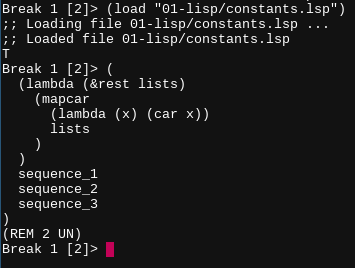 Break 1 [2]> (load "01-lisp/constants.lsp")
;; Loading file 01-lisp/constants.lsp ...
;; Loaded file 01-lisp/constants.lsp
T
Break 1 [2]> (
  (lambda (&rest lists)
    (mapcar
      (lambda (x) (car x))
      lists
    )
  )
  sequence_1
  sequence_2
  sequence_3
)
(REM 2 UN)
Break 1 [2]>